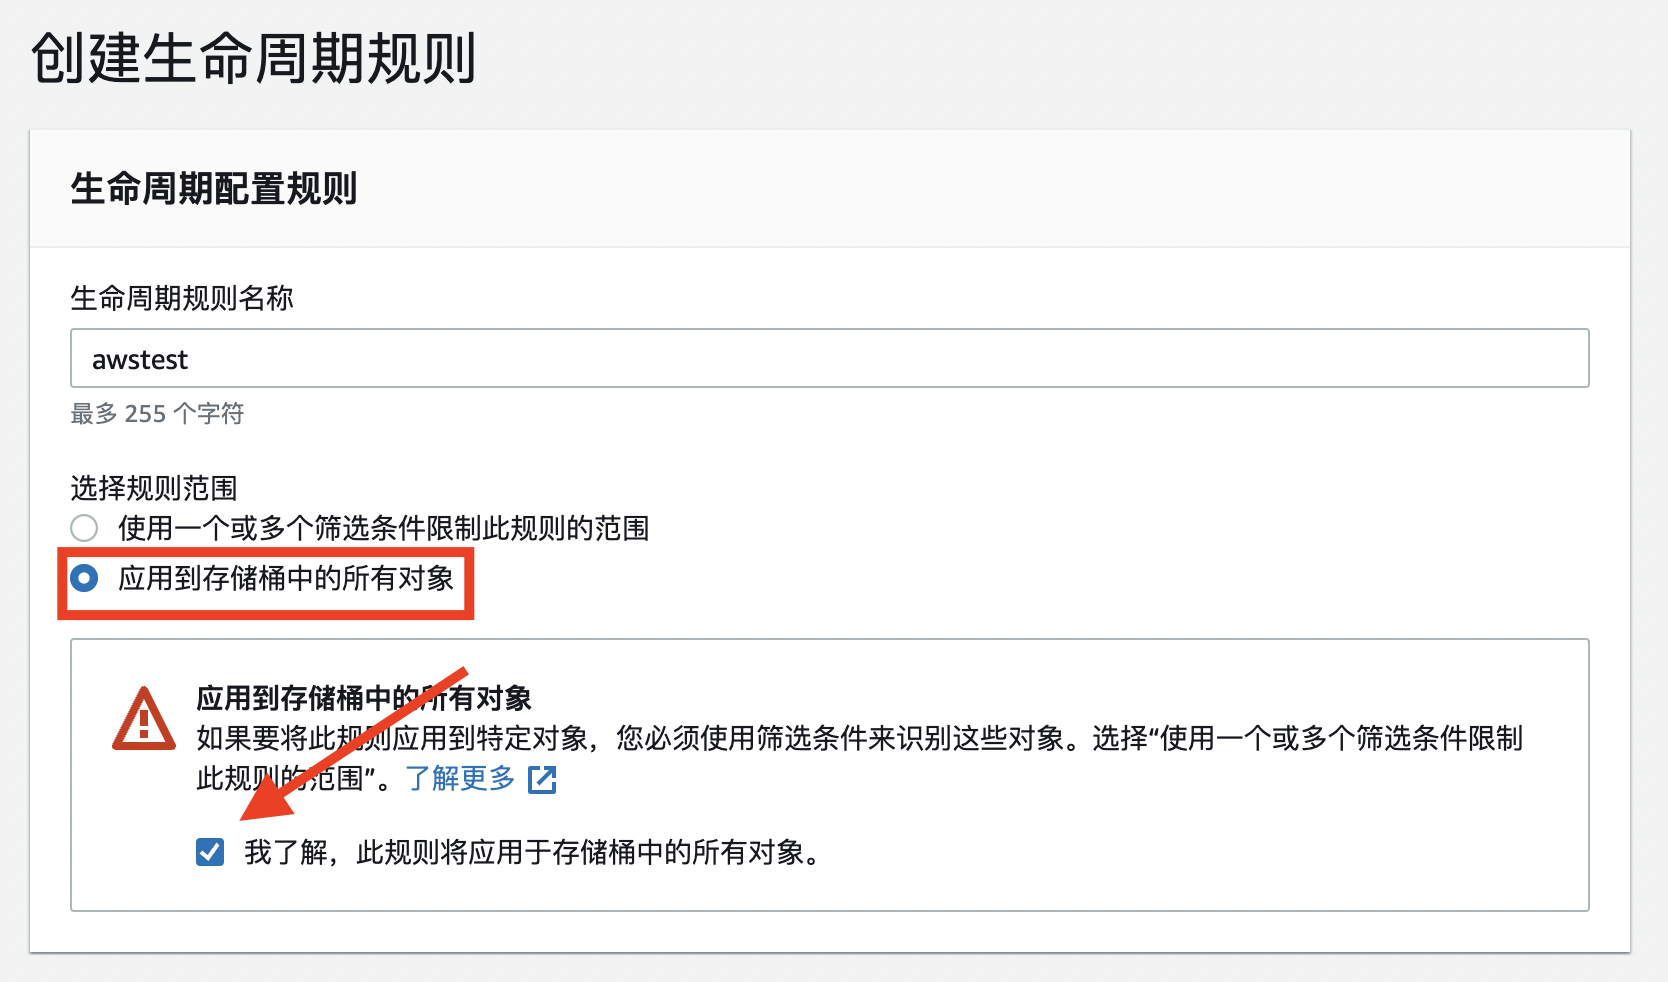 创建生命周期规则
生命周期配置规则
生命周期规则名称
awstest
最多 255 个字符
选择规则范围
使用一个或多个筛选条件限制此规则的范围
应用到存储桶中的所有对象
应用到存储桶中的所有对象
如果要将此规则应用到特定对象，您必须使用筛选条件来识别这些对象。选择“使用一个或多个筛选条件限制
此规则的范围”。了解更多
我了解，此规则将应用于存储桶中的所有对象。